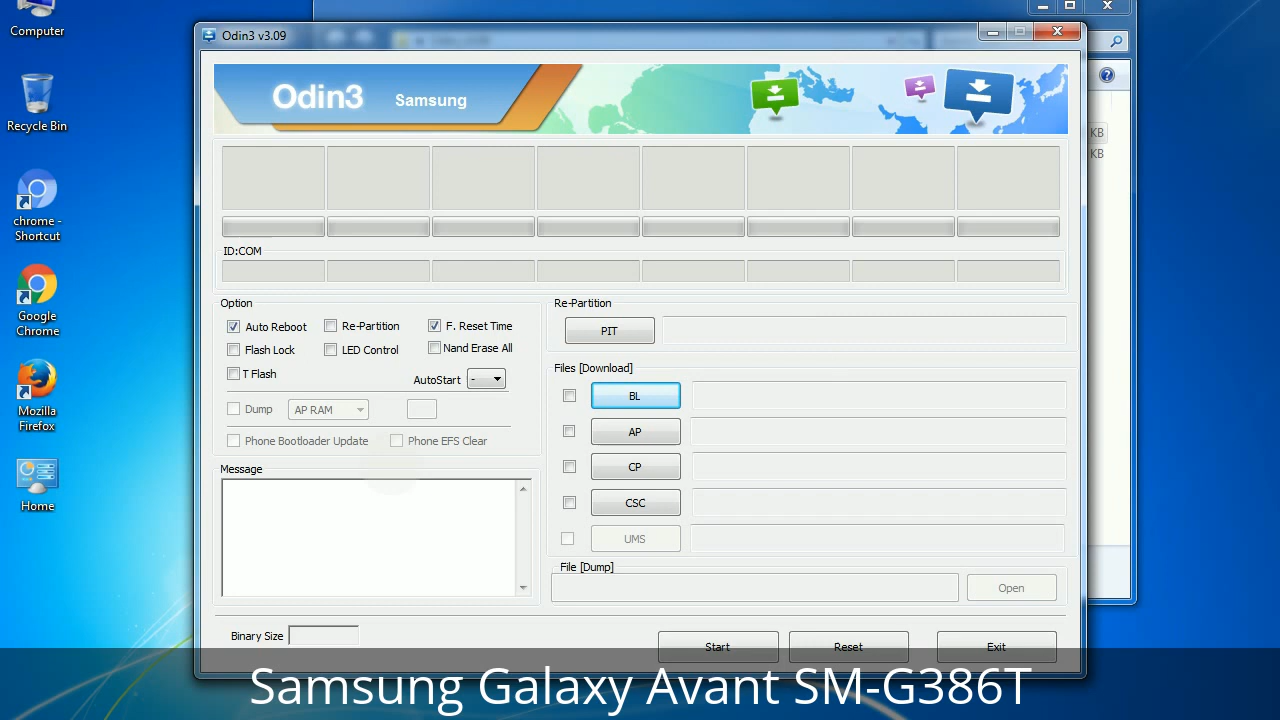 Computer
Recycle Bin
chrome - Shortcut
Google Chrome
Mozilla Firefox
Home
Odin3 v3.09
Odin3 Samsung
KB
KB
ID:COM
Option
Auto Reboot
Re-Partition
F. Reset Time
Flash Lock
LED Control
Nand Erase All
T Flash
AutoStart -
Dump
AP RAM
Phone Bootloader Update
Phone EFS Clear
Message
Re-Partition
PIT
Files [Download]
BL
AP
CP
CSC
UMS
File [Dump]
Open
Binary Size
Start
Reset
Exit
Samsung Galaxy Avant SM-G386T